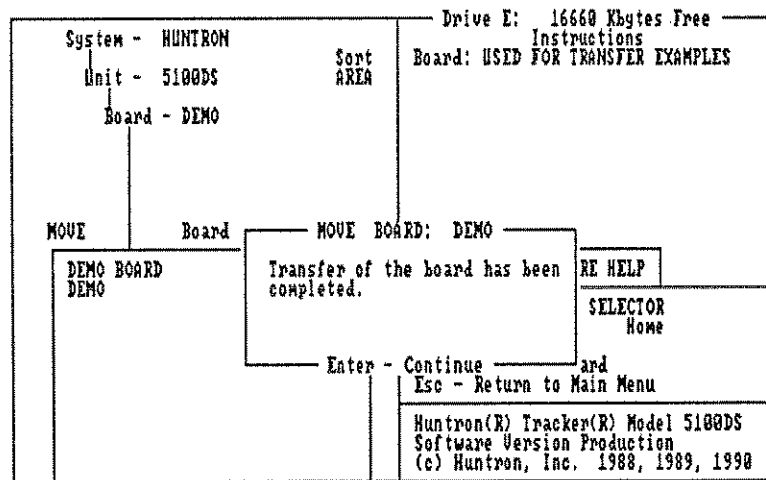 System - HUNTRON
Unit - 5100DS
Board - DEMO
Sort
AREA
Drive E: 16660 Kbytes Free
Instructions
Board: USED FOR TRANSFER EXAMPLES
MOVE Board
DEMO BOARD
DEMO
MOVE BOARD: DEMO
Transfer of the board has been
completed.
Enter - Continue
RE HELP
SELECTOR
Home
ard
Esc - Return to Main Menu
Huntron(R) Tracker(R) Model 5100DS
Software Version Production
(c) Huntron, Inc. 1988, 1989, 1990